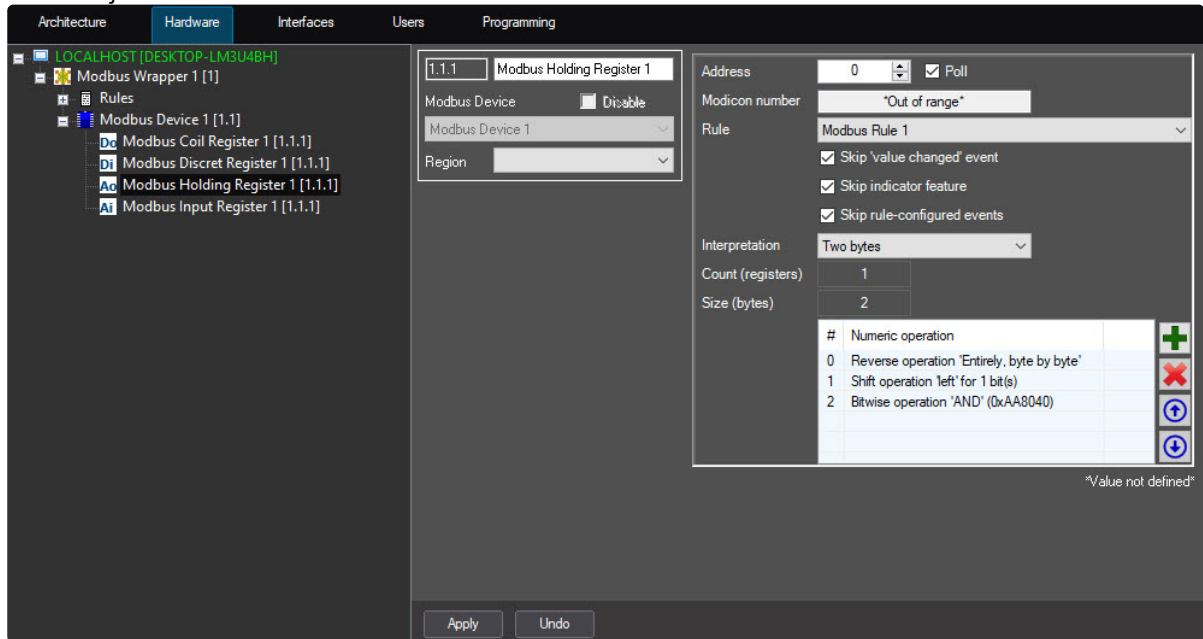 Architecture Hardware Interfaces Users Programming
LOCALHOST [DESKTOP-LM3U4BH]
Modbus Wrapper 1 [1]
Rules
Modbus Device 1 [1.1]
Do Modbus Coil Register 1 [1.1.1]
Di Modbus Discret Register 1 [1.1.1]
Ao Modbus Holding Register 1 [1.1.1]
Ai Modbus Input Register 1 [1.1.1]
1.1.1 Modbus Holding Register 1
Modbus Device Disable
Modbus Device 1
Region
Address 0 Poll
Modicon number *Out of range*
Rule Modbus Rule 1
Skip 'value changed' event
Skip indicator feature
Skip rule-configured events
Interpretation Two bytes
Count (registers) 1
Size (bytes) 2
# Numeric operation
0 Reverse operation 'Entirely, byte by byte'
1 Shift operation 'left' for 1 bit(s)
2 Bitwise operation 'AND' (0xAA8040)
*Value not defined*
Apply Undo